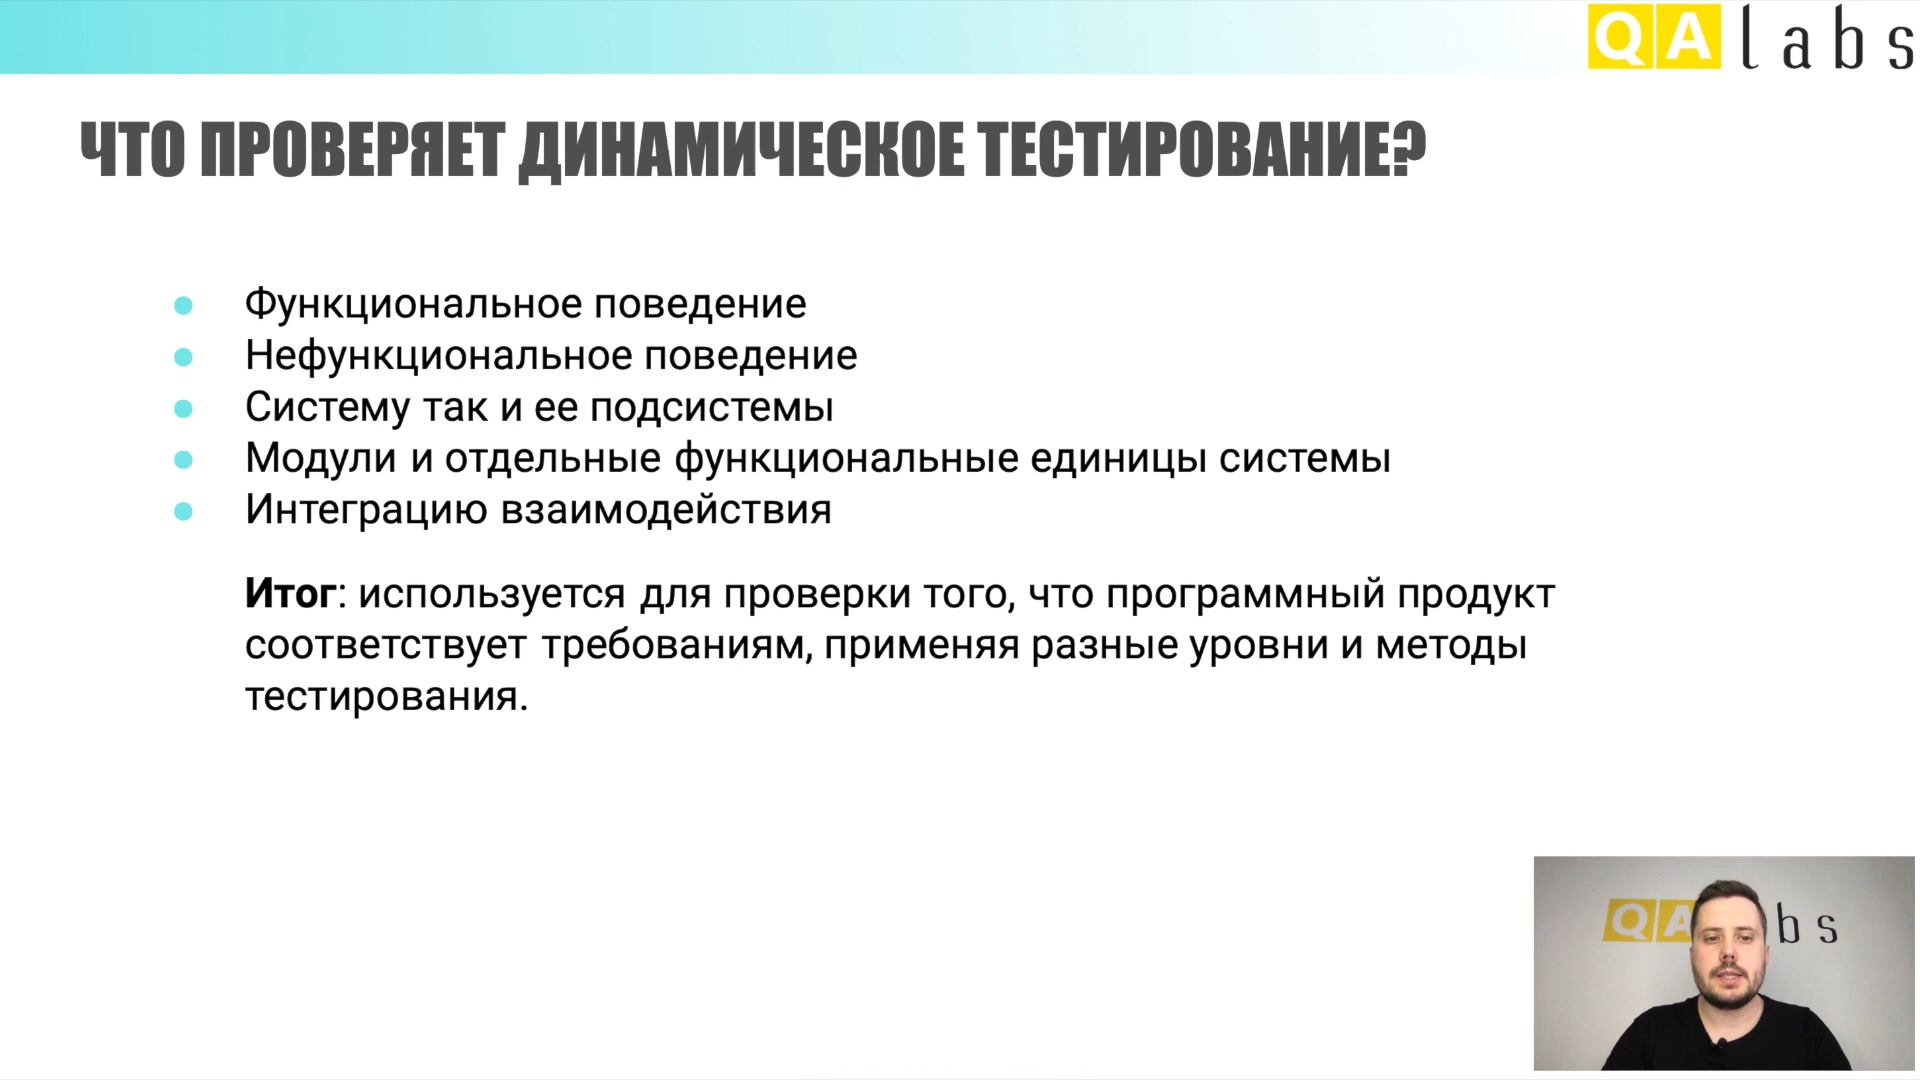 QA labs
ЧТО ПРОВЕРЯЕТ ДИНАМИЧЕСКОЕ ТЕСТИРОВАНИЕ?
Функциональное поведение
Нефункциональное поведение
Систему так и ее подсистемы
Модули и отдельные функциональные единицы системы
Интеграцию взаимодействия
Итог: используется для проверки того, что программный продукт
соответствует требованиям, применяя разные уровни и методы
тестирования.
QA bs